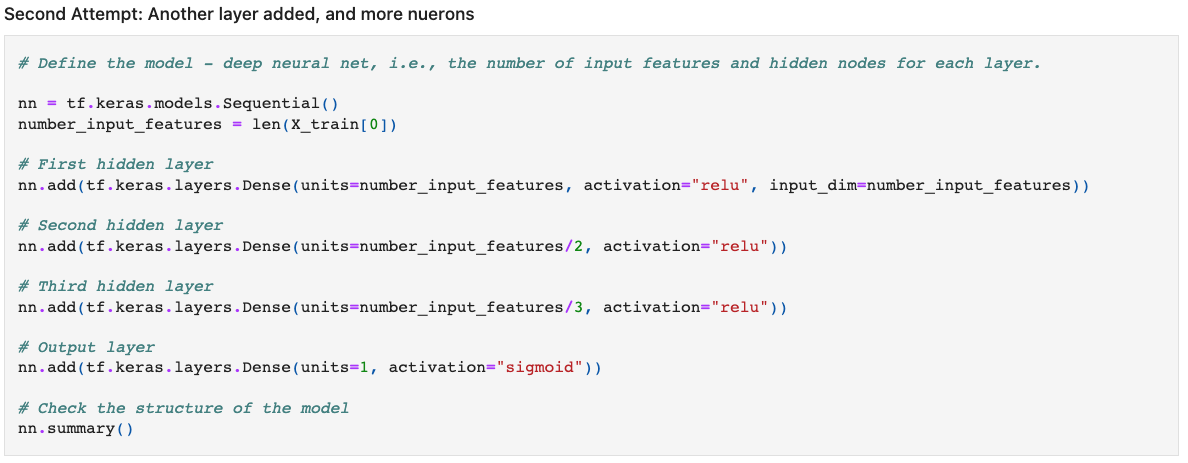 Second Attempt: Another layer added, and more nuerons
# Define the model – deep neural net, i.e., the number of input features and hidden nodes for each layer.
nn = tf.keras.models.Sequential()
number_input_features = len(X_train[0])
# First hidden layer
nn.add(tf.keras.layers.Dense(units=number_input_features, activation="relu", input_dim=number_input_features))
# Second hidden layer
nn.add(tf.keras.layers.Dense(units=number_input_features/2, activation="relu"))
# Third hidden layer
nn.add(tf.keras.layers.Dense(units=number_input_features/3, activation="relu"))
# Output layer
nn.add(tf.keras.layers.Dense(units=1, activation="sigmoid"))
# Check the structure of the model
nn.summary()